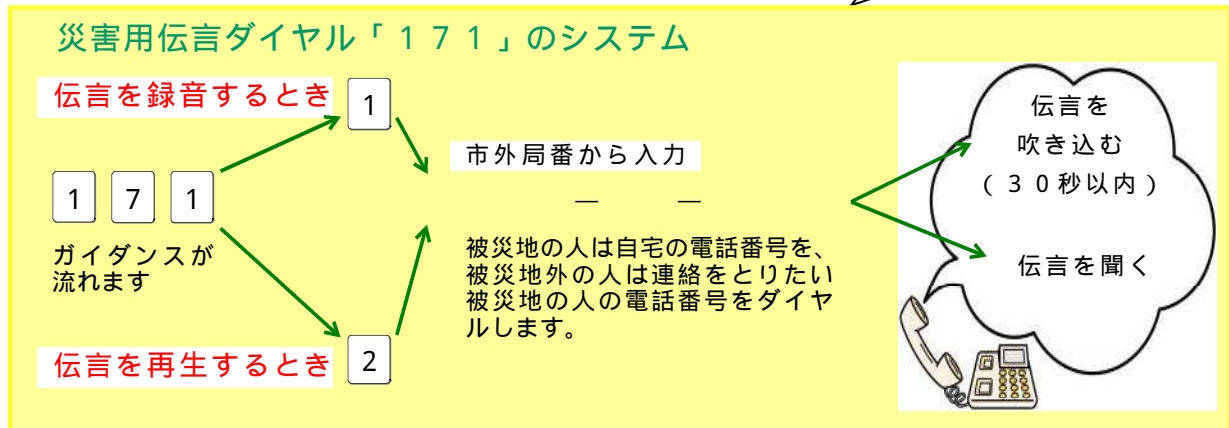 災害用伝言ダイヤル「171」のシステム
伝言を録音するとき
1
1 7 1
ガイダンスが
流れます
伝言を再生するとき
2
市外局番から入力
― ―
被災地の人は自宅の電話番号を、
被災地外の人は連絡をとりたい
被災地の人の電話番号をダイヤ
ルします。
伝言を
吹き込む
(30秒以内)
伝言を聞く